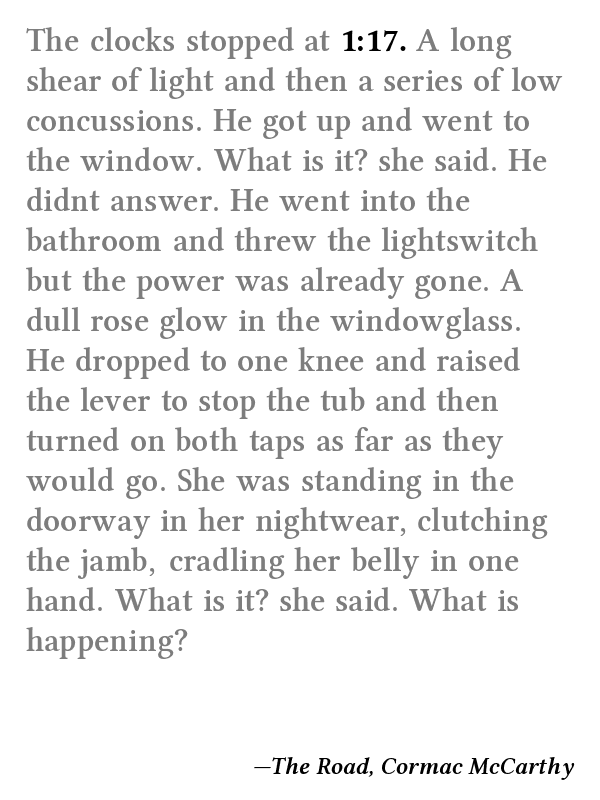 The clocks stopped at 1:17. A long
shear of light and then a series of low
concussions. He got up and went to
the window. What is it? she said. He
didnt answer. He went into the
bathroom and threw the lightswitch
but the power was already gone. A
dull rose glow in the windowglass.
He dropped to one knee and raised
the lever to stop the tub and then
turned on both taps as far as they
would go. She was standing in the
doorway in her nightwear, clutching
the jamb, cradling her belly in one
hand. What is it? she said. What is
happening?
—The Road, Cormac McCarthy